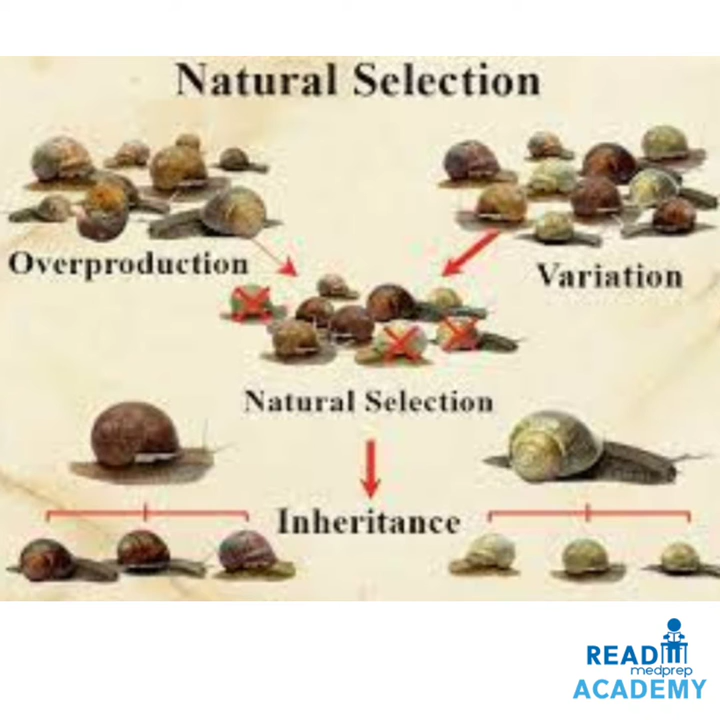 Natural Selection
Overproduction
Variation
Natural Selection
Inheritance
READ
medprep
ACADEMY